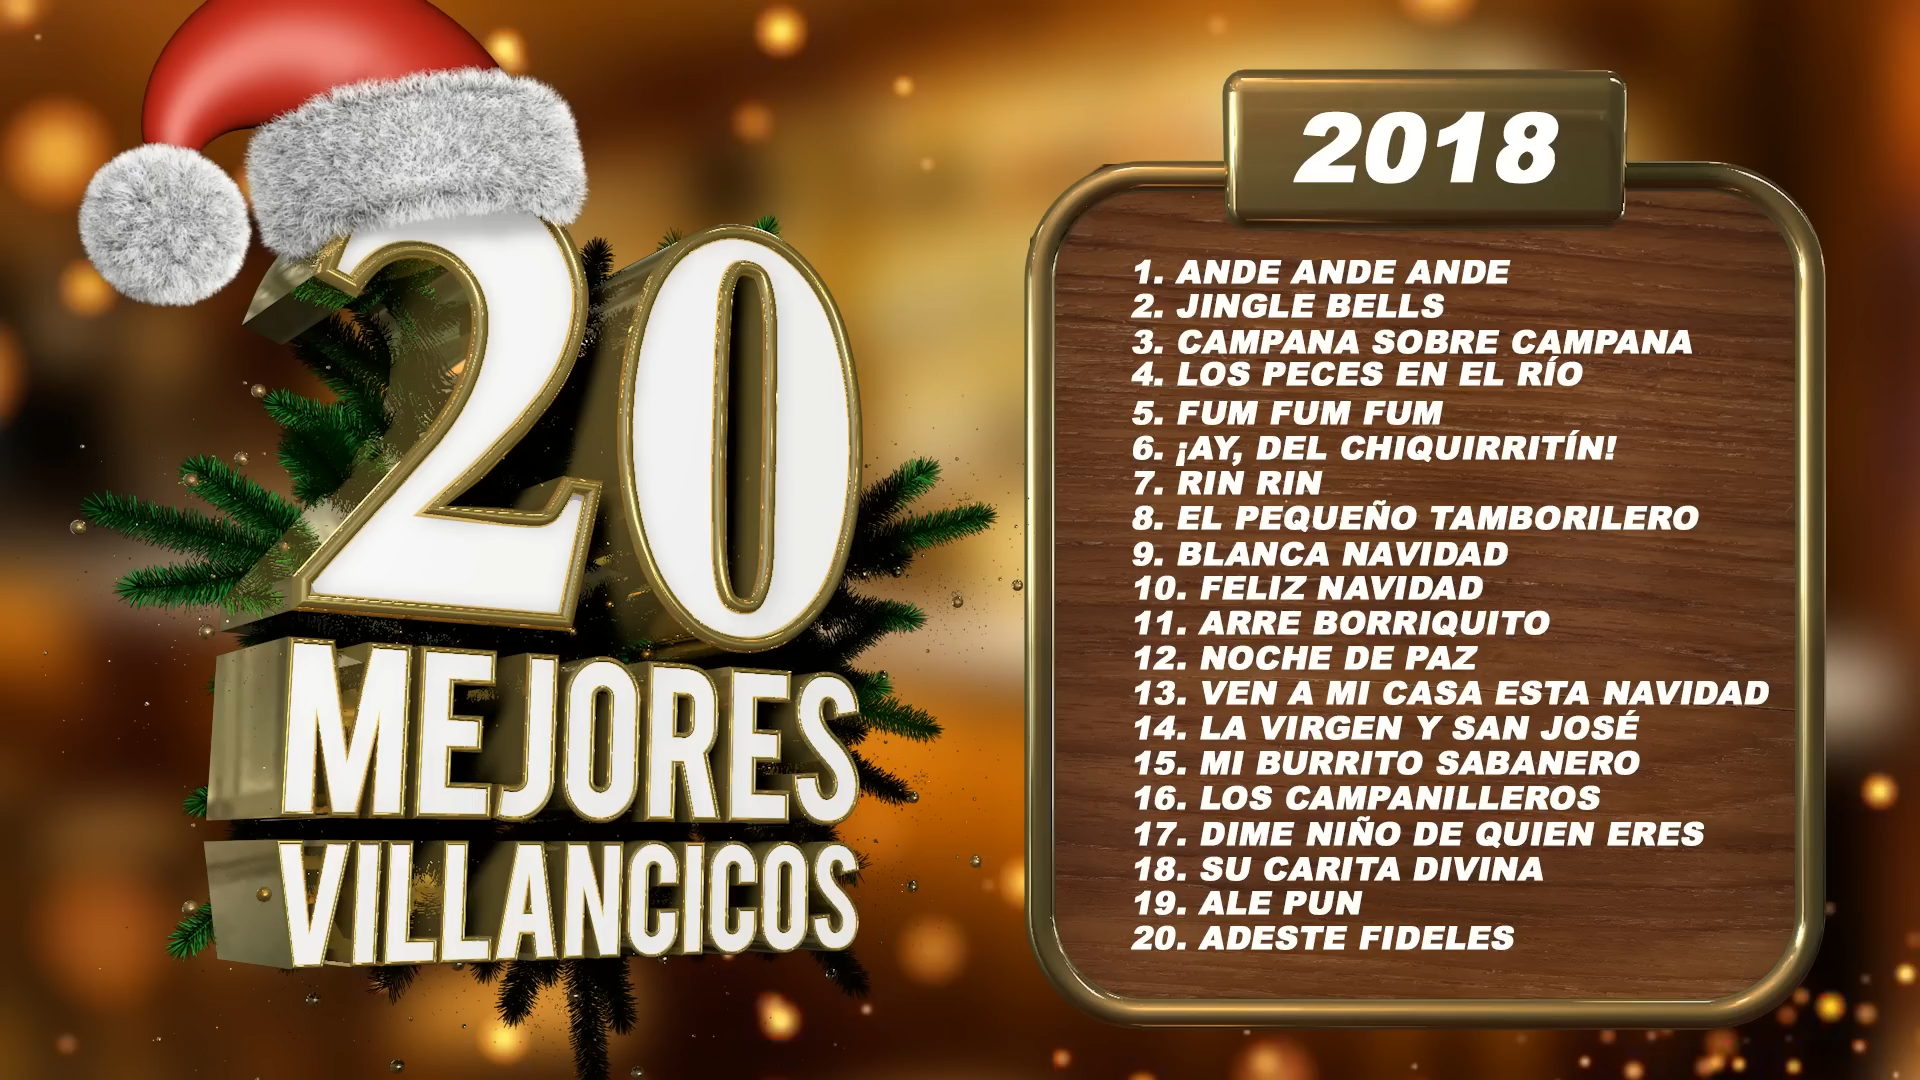 20
MEJORES
VILLANCICOS
2018
1. ANDE ANDE ANDE
2. JINGLE BELLS
3. CAMPANA SOBRE CAMPANA
4. LOS PECES EN EL RÍO
5. FUM FUM FUM
6. ¡AY, DEL CHIQUIRRITÍN!
7. RIN RIN
8. EL PEQUEÑO TAMBORILERO
9. BLANCA NAVIDAD
10. FELIZ NAVIDAD
11. ARRE BORRIQUITO
12. NOCHE DE PAZ
13. VEN A MI CASA ESTA NAVIDAD
14. LA VIRGEN Y SAN JOSÉ
15. MI BURRITO SABANERO
16. LOS CAMPANILLEROS
17. DIME NIÑO DE QUIEN ERES
18. SU CARITA DIVINA
19. ALE PUN
20. ADESTE FIDELES